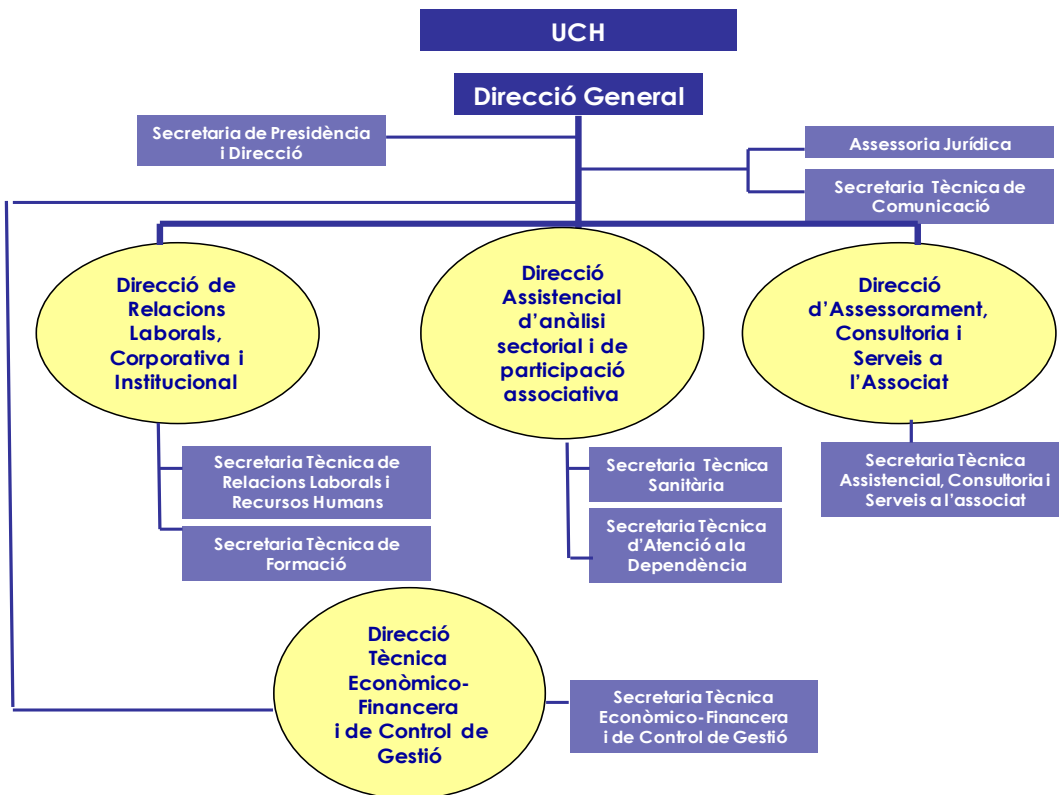 UCH
Direcció General
Secretaria de Presidència
i Direcció
Assessoria Jurídica
Secretaria Tècnica de
Comunicació
Direcció de
Relacions
Laborals,
Corporativa i
Institucional
Direcció
Assistencial
d'anàlisi
sectorial i de
participació
associativa
Direcció
d'Assessorament,
Consultoria i
Serveis a
l'Associat
Secretaria Tècnica de
Relacions Laborals i
Recursos Humans
Secretaria Tècnica de
Formació
Secretaria Tècnica
Sanitària
Secretaria Tècnica
d'Atenció a la
Dependència
Secretaria Tècnica
Assistencial, Consultoria i
Serveis a l'associat
Direcció
Tècnica
Econòmico-
Financera
i de Control de
Gestió
Secretaria Tècnica
Econòmico-Financera
i de Control de Gestió